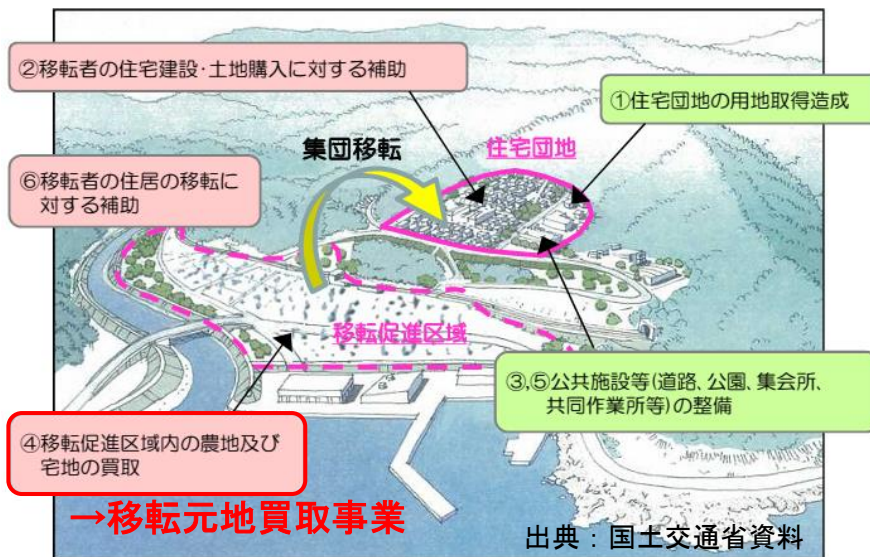 ②移転者の住宅建設･土地購入に対する補助
①住宅団地の用地取得造成
集団移転
住宅団地
⑥移転者の住居の移転に
対する補助
移転促進区域
③,⑤公共施設等(道路、公園、集会所、
共同作業所等)の整備
④移転促進区域内の農地及び
宅地の買取
→移転元地買取事業
出典：国土交通省資料